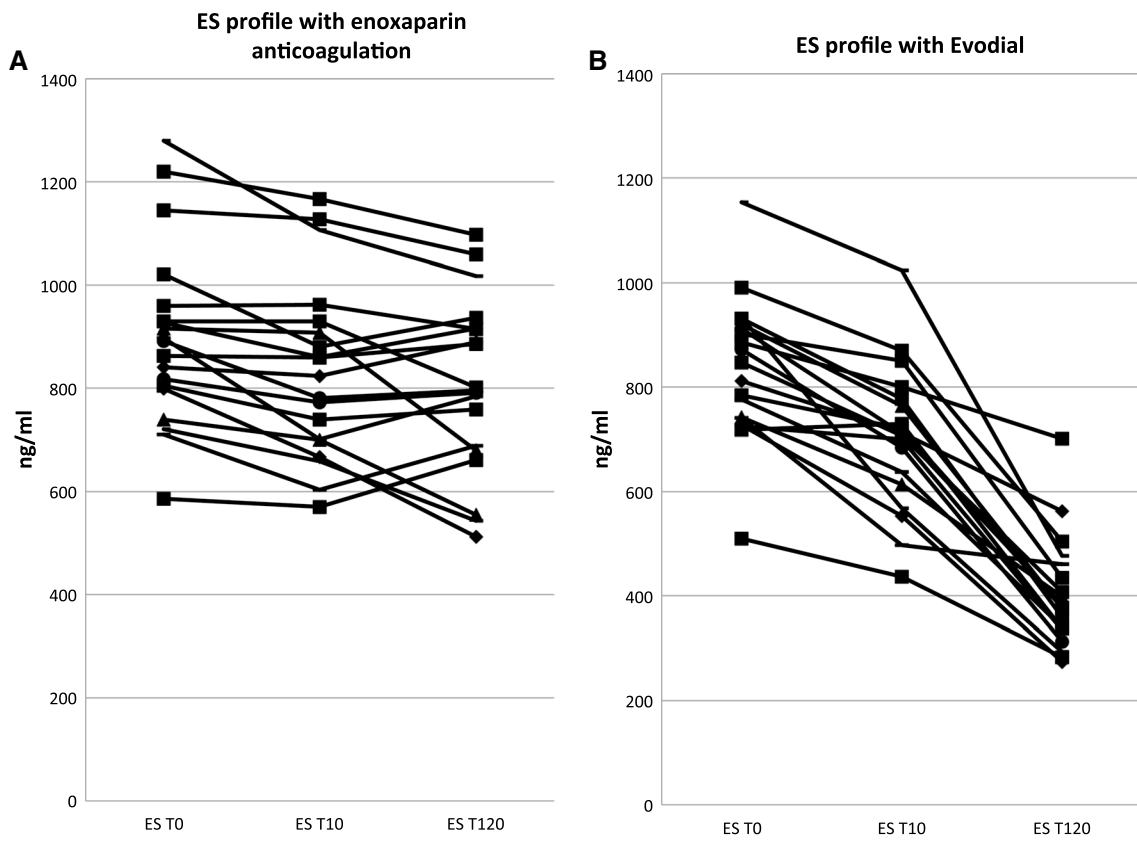 ES profile with enoxaparin
anticoagulation
A
1400
1200
1000
800
600
400
200
0
ng/ml
ES T0
ES T10
ES T120
ES profile with Evodial
B
1400
1200
1000
800
600
400
200
0
ng/ml
ES T0
ES T10
ES T120